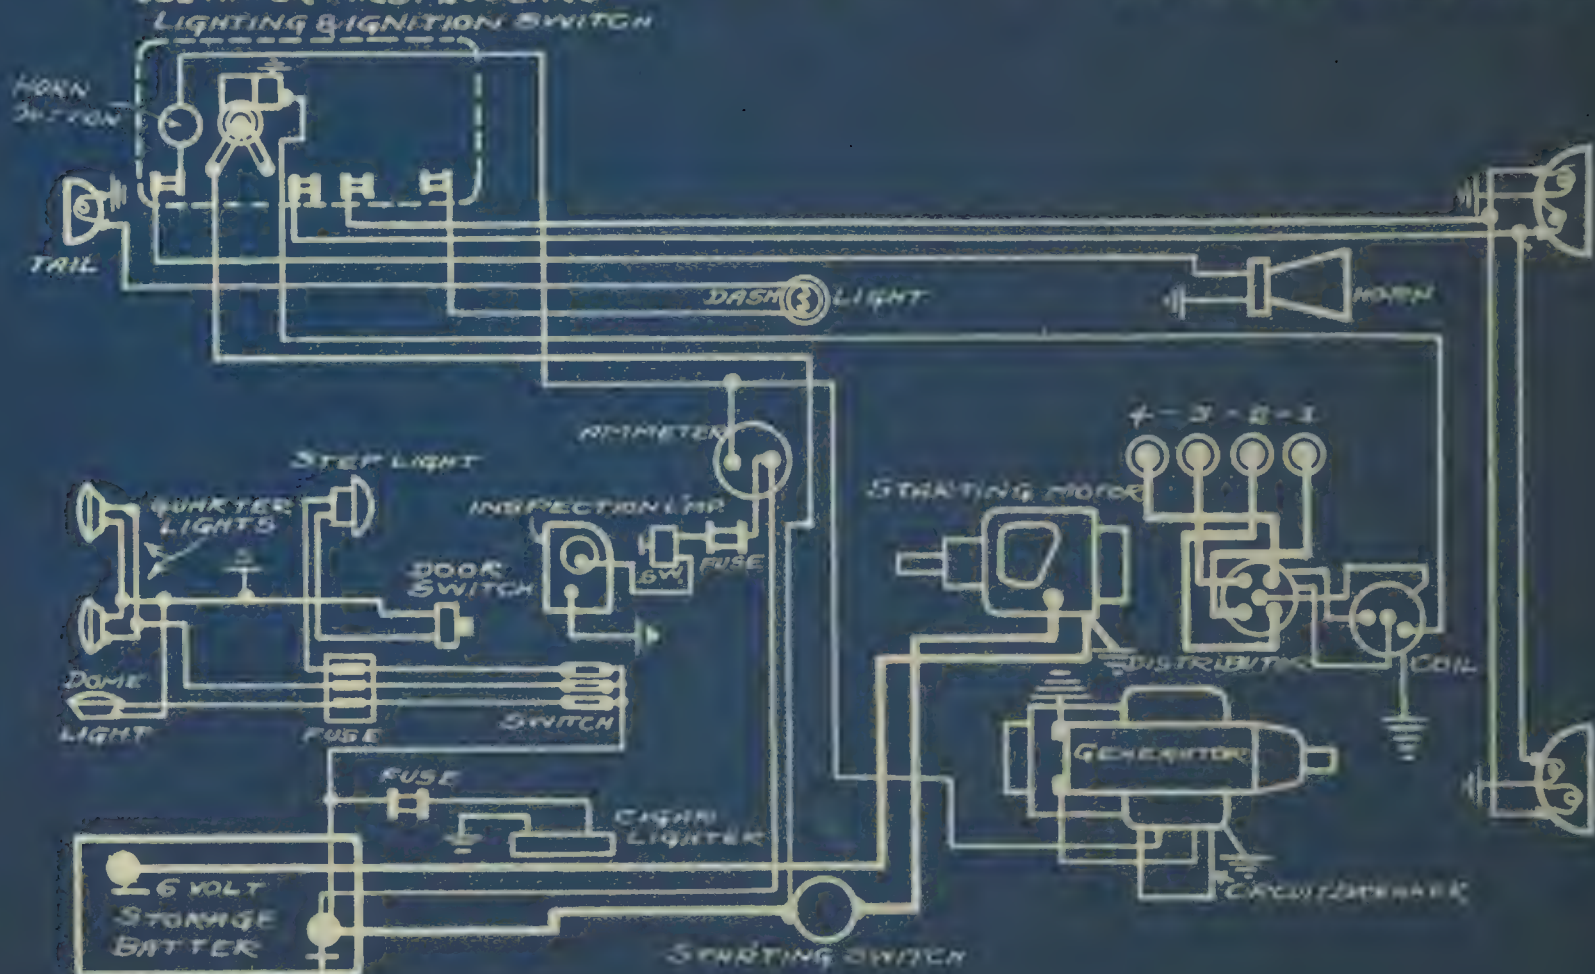 LIGHTING & IGNITION SWITCH
HORN
BUTTON
TAIL
DASH LIGHT
HORN
AMMETER
4-3-2-1
STEP LIGHT
STARTING MOTOR
QUARTER
LIGHTS
INSPECTION LMP.
DOOR
SWITCH
SW.
FUSE
DISTRIBUTOR
COIL
DOME
LIGHT
FUSE
SWITCH
GENERATOR
FUSE
CIGAR
LIGHTER
6 VOLT
STORAGE
BATTER
CIRCUIT BREAKER
STARTING SWITCH